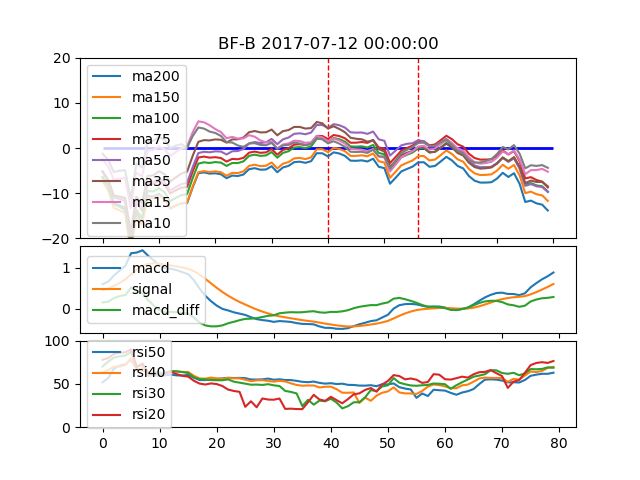 BF-B 2017-07-12 00:00:00
20
10
0
−10
−20
ma200
ma150
ma100
ma75
ma50
ma35
ma15
ma10
1
0
macd
signal
macd_diff
100
50
0
rsi50
rsi40
rsi30
rsi20
0 10 20 30 40 50 60 70 80